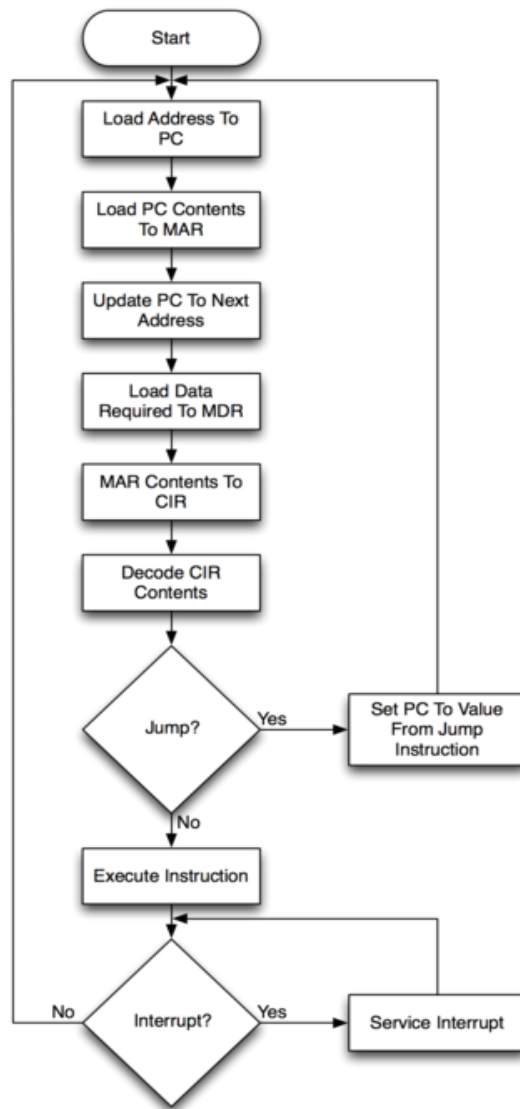 Start
Load Address To
PC
Load PC Contents
To MAR
Update PC To Next
Address
Load Data
Required To MDR
MAR Contents To
CIR
Decode CIR
Contents
Jump?
Yes
Set PC To Value
From Jump
Instruction
No
Execute Instruction
No
Interrupt?
Yes
Service Interrupt